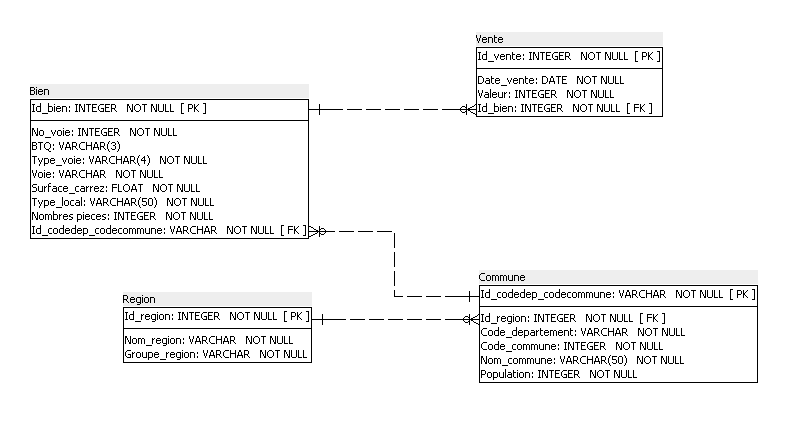 Vente
Id_vente: INTEGER NOT NULL [ PK ]
Date_vente: DATE NOT NULL
Valeur: INTEGER NOT NULL
Id_bien: INTEGER NOT NULL [ FK ]
Bien
Id_bien: INTEGER NOT NULL [ PK ]
No_voie: INTEGER NOT NULL
BTQ: VARCHAR(3)
Type_voie: VARCHAR(4) NOT NULL
Voie: VARCHAR NOT NULL
Surface_carrez: FLOAT NOT NULL
Type_local: VARCHAR(50) NOT NULL
Nombres pieces: INTEGER NOT NULL
Id_codedep_codecommune: VARCHAR NOT NULL [ FK ]
Commune
Id_codedep_codecommune: VARCHAR NOT NULL [ PK ]
Id_region: INTEGER NOT NULL [ FK ]
Code_departement: VARCHAR NOT NULL
Code_commune: INTEGER NOT NULL
Nom_commune: VARCHAR(50) NOT NULL
Population: INTEGER NOT NULL
Region
Id_region: INTEGER NOT NULL [ PK ]
Nom_region: VARCHAR NOT NULL
Groupe_region: VARCHAR NOT NULL